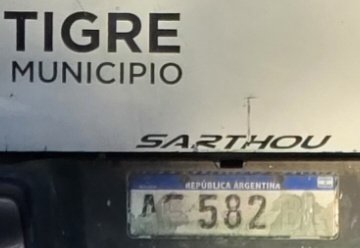 TIGRE
MUNICIPIO
SARTHOU
REPÚBLICA ARGENTINA
582